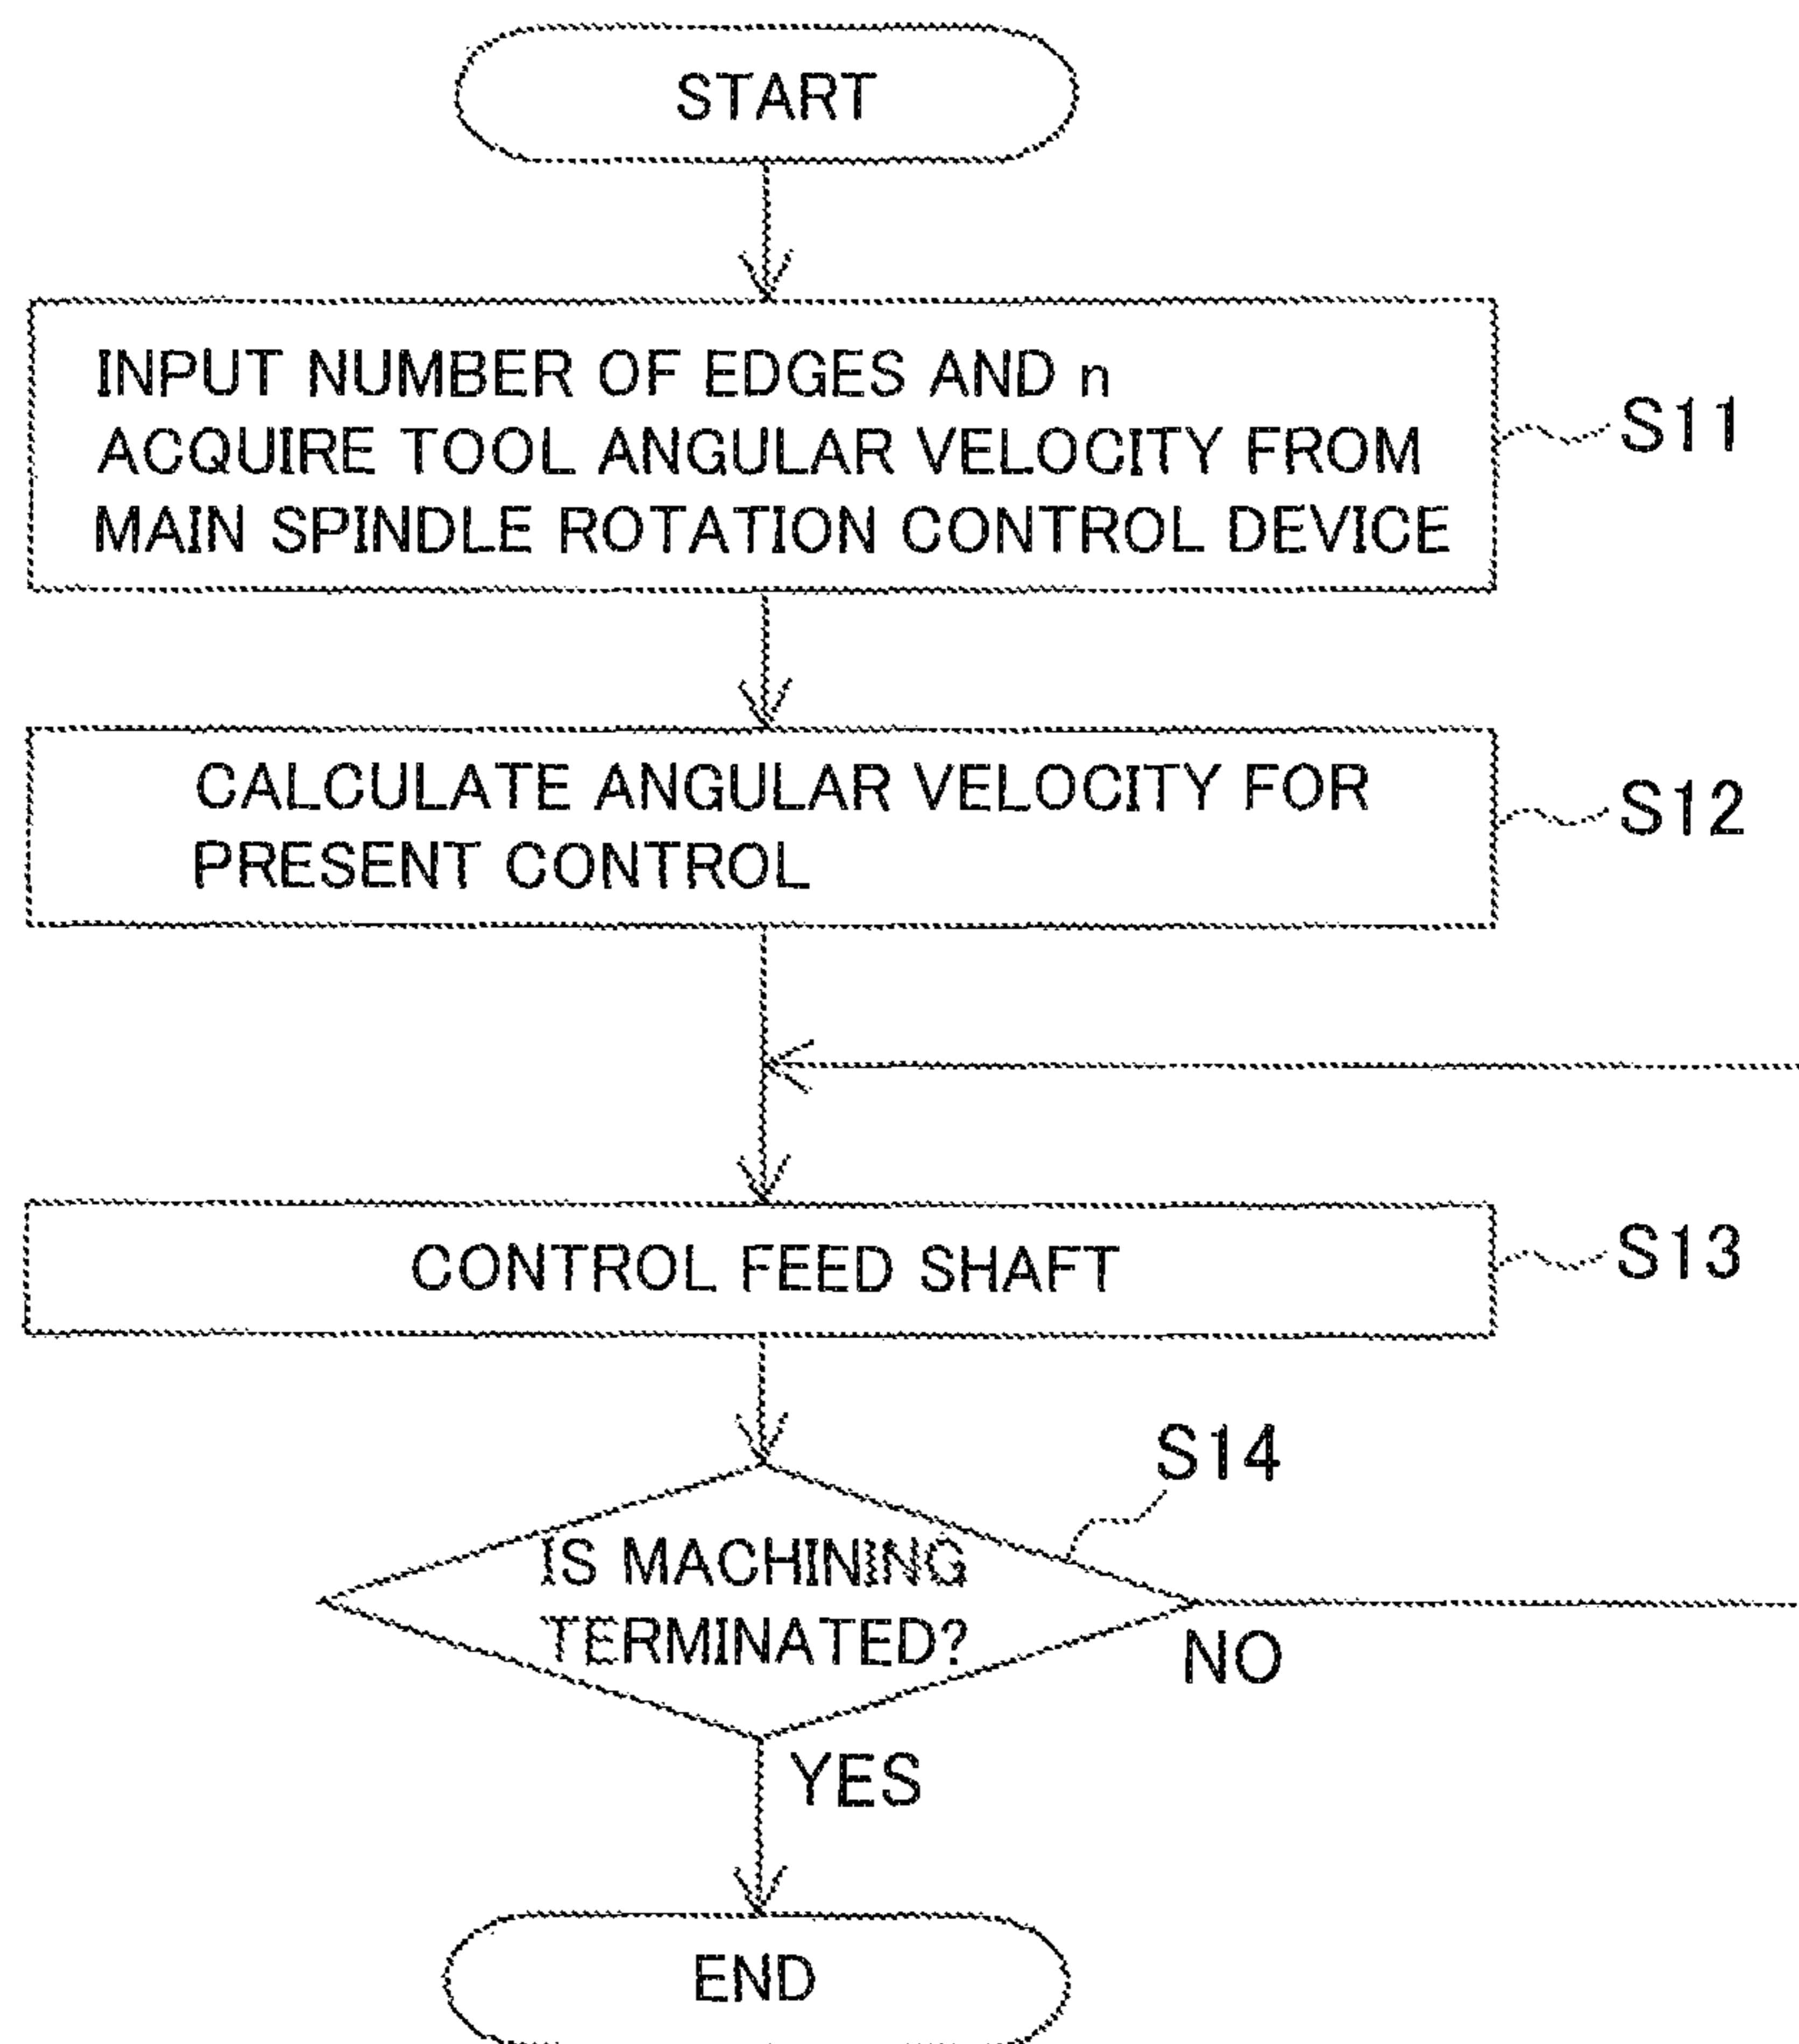 START
INPUT NUMBER OF EDGES AND n
ACQUIRE TOOL ANGULAR VELOCITY FROM
MAIN SPINDLE ROTATION CONTROL DEVICE
S11
CALCULATE ANGULAR VELOCITY FOR
PRESENT CONTROL
S12
CONTROL FEED SHAFT
S13
S14
IS MACHINING
TERMINATED?
NO
YES
END